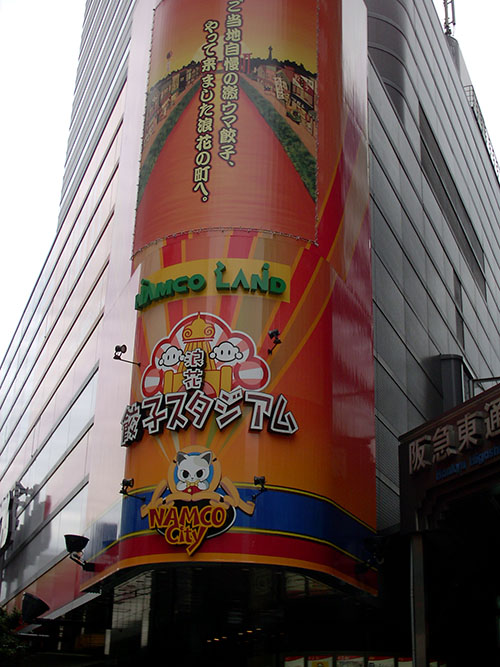 ご当地自慢の激ウマ餃子、
やって来ました浪花の町へ。
NAMCO LAND
浪花
餃子スタジアム
NAMCO
City
阪急東通